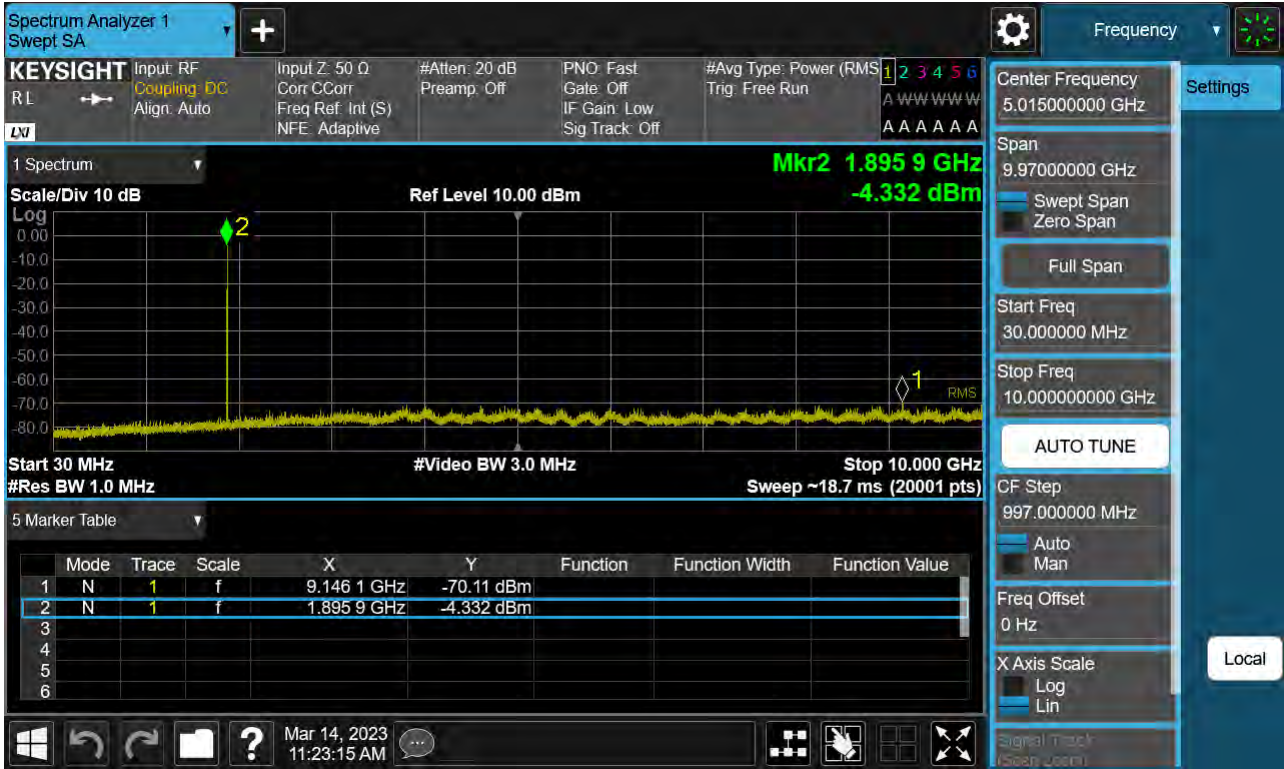 Spectrum Analyzer 1
Swept SA
+
Frequency
KEYSIGHT
RL
LXI
Input: RF
Coupling: DC
Align: Auto
Input Z: 50 Ω
Corr CCorr
Freq Ref: Int (S)
NFE: Adaptive
#Atten: 20 dB
Preamp: Off
PNO: Fast
Gate: Off
IF Gain: Low
Sig Track: Off
#Avg Type: Power (RMS
Trig: Free Run
1 2 3 4 5 6
A W W W W W
A A A A A A
1 Spectrum
Mkr2 1.895 9 GHz
Scale/Div 10 dB
Ref Level 10.00 dBm
-4.332 dBm
Log
0.00
-10.0
-20.0
-30.0
-40.0
-50.0
-60.0
-70.0
-80.0
2
1
RMS
Start 30 MHz
#Video BW 3.0 MHz
Stop 10.000 GHz
#Res BW 1.0 MHz
Sweep ~18.7 ms (20001 pts)
5 Marker Table
Mode Trace Scale X Y Function Function Width Function Value
1 N 1 f 9.146 1 GHz -70.11 dBm
2 N 1 f 1.895 9 GHz -4.332 dBm
3
4
5
6
Center Frequency
5.015000000 GHz
Span
9.97000000 GHz
Swept Span
Zero Span
Full Span
Start Freq
30.000000 MHz
Stop Freq
10.000000000 GHz
AUTO TUNE
CF Step
997.000000 MHz
Auto
Man
Freq Offset
0 Hz
X Axis Scale
Log
Lin
Signal Track
(Span Zoom)
Settings
Local
?
Mar 14, 2023
11:23:15 AM